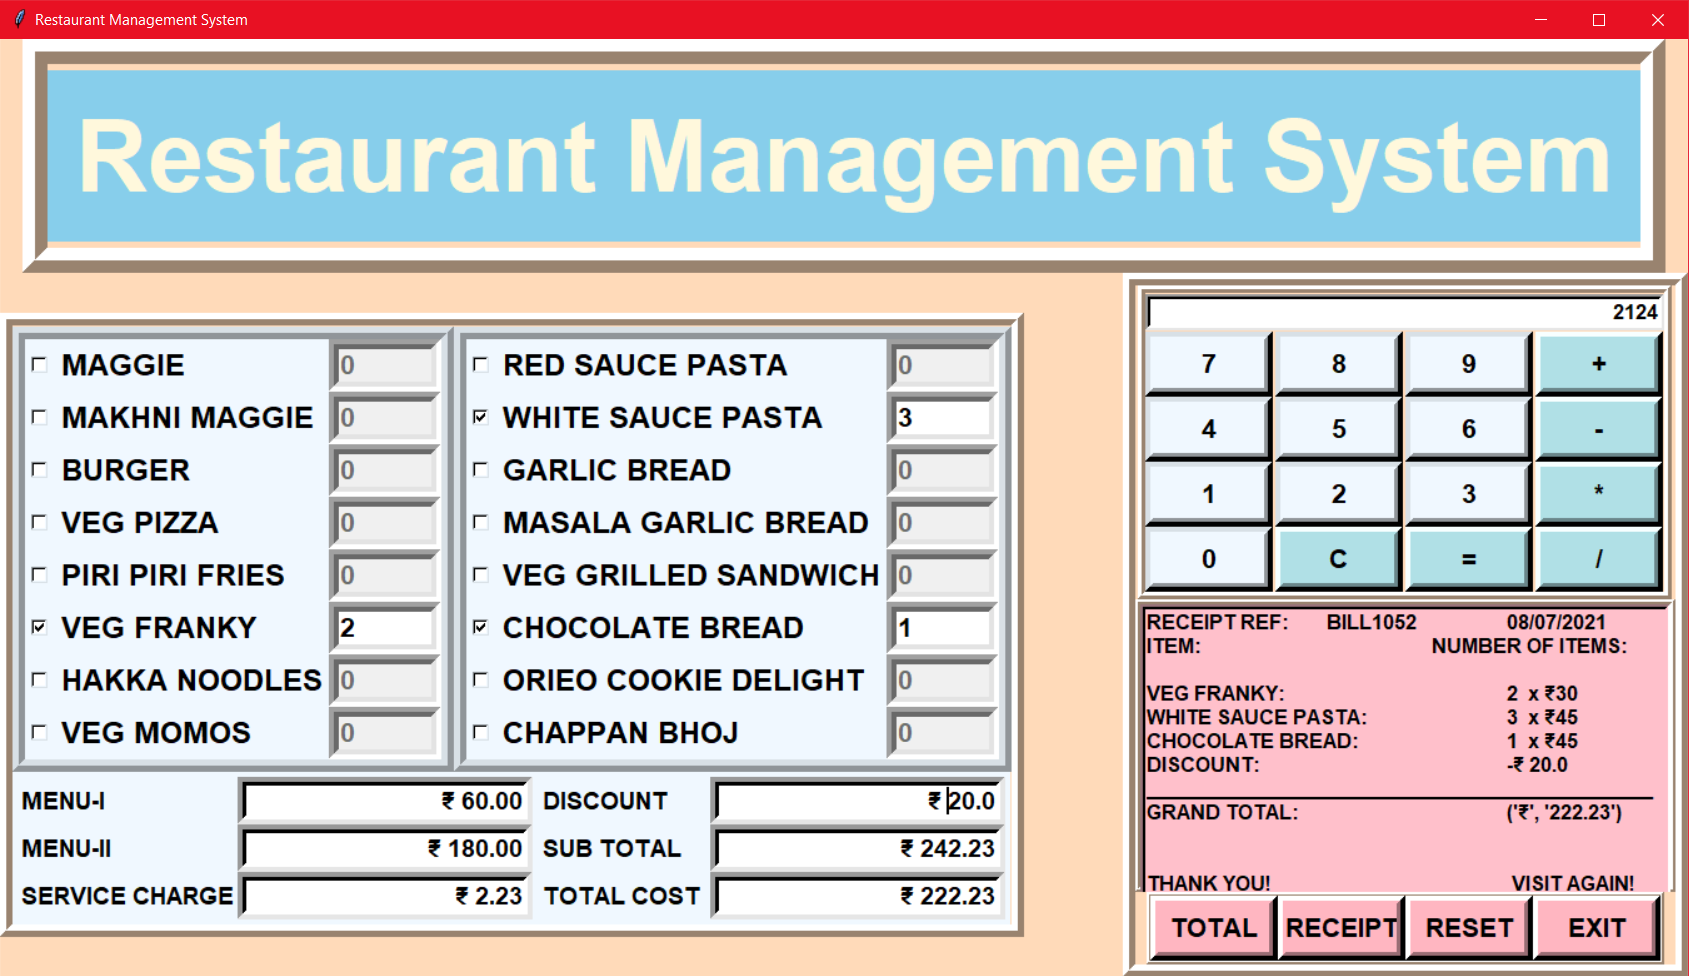 Restaurant Management System
Restaurant Management System
MAGGIE 0
MAKHNI MAGGIE 0
BURGER 0
VEG PIZZA 0
PIRI PIRI FRIES 0
VEG FRANKY 2
HAKKA NOODLES 0
VEG MOMOS 0
RED SAUCE PASTA 0
WHITE SAUCE PASTA 3
GARLIC BREAD 0
MASALA GARLIC BREAD 0
VEG GRILLED SANDWICH 0
CHOCOLATE BREAD 1
ORIEO COOKIE DELIGHT 0
CHAPPAN BHOJ 0
MENU-I ₹ 60.00 DISCOUNT ₹ 20.0
MENU-II ₹ 180.00 SUB TOTAL ₹ 242.23
SERVICE CHARGE ₹ 2.23 TOTAL COST ₹ 222.23
2124
7 8 9 +
4 5 6 -
1 2 3 *
0 C = /
RECEIPT REF: BILL1052 08/07/2021
ITEM: NUMBER OF ITEMS:
VEG FRANKY: 2 x ₹30
WHITE SAUCE PASTA: 3 x ₹45
CHOCOLATE BREAD: 1 x ₹45
DISCOUNT: -₹ 20.0
GRAND TOTAL: ('₹', '222.23')
THANK YOU! VISIT AGAIN!
TOTAL RECEIPT RESET EXIT